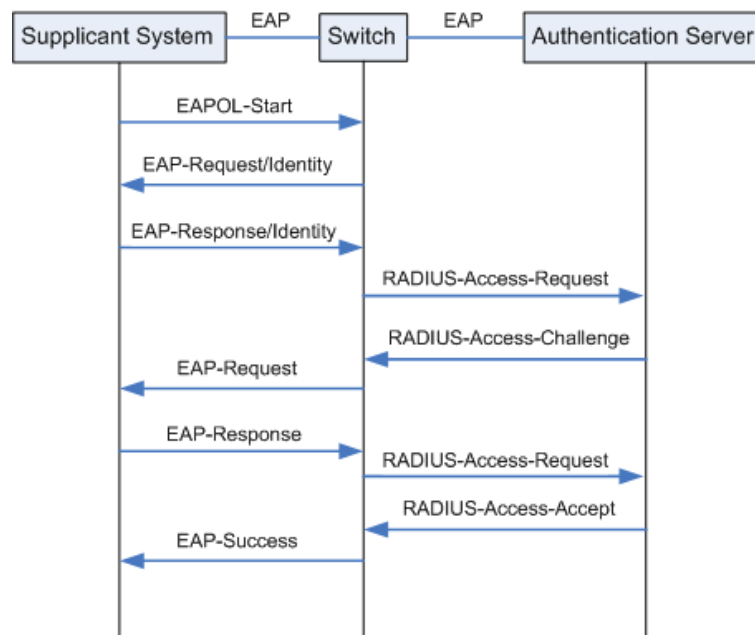 EAP
EAP
Supplicant System
Switch
Authentication Server
EAPOL-Start
EAP-Request/Identity
EAP-Response/Identity
RADIUS-Access-Request
RADIUS-Access-Challenge
EAP-Request
EAP-Response
RADIUS-Access-Request
RADIUS-Access-Accept
EAP-Success